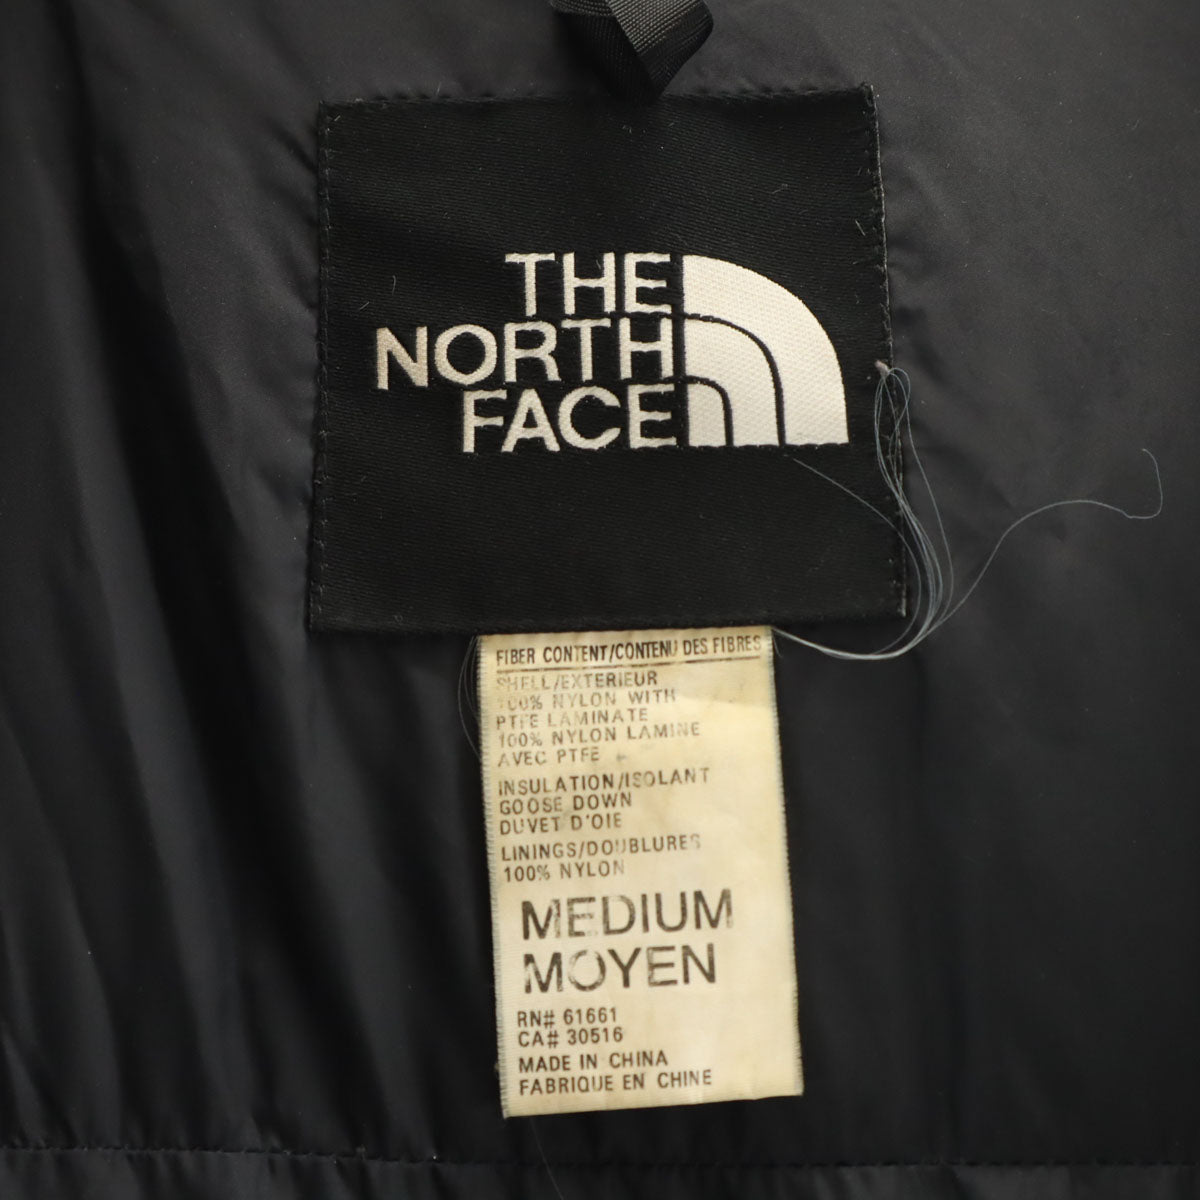 THE
NORTH
FACE
FIBER CONTENT/CONTENU DES FIBRES
SHELL/EXTERIEUR
100% NYLON WITH
PTFE LAMINATE
100% NYLON LAMINE
AVEC PTFE
INSULATION/ISOLANT
GOOSE DOWN
DUVET D'OIE
LININGS/DOUBLURES
100% NYLON
MEDIUM
MOYEN
RN# 61661
CA# 30516
MADE IN CHINA
FABRIQUE EN CHINE